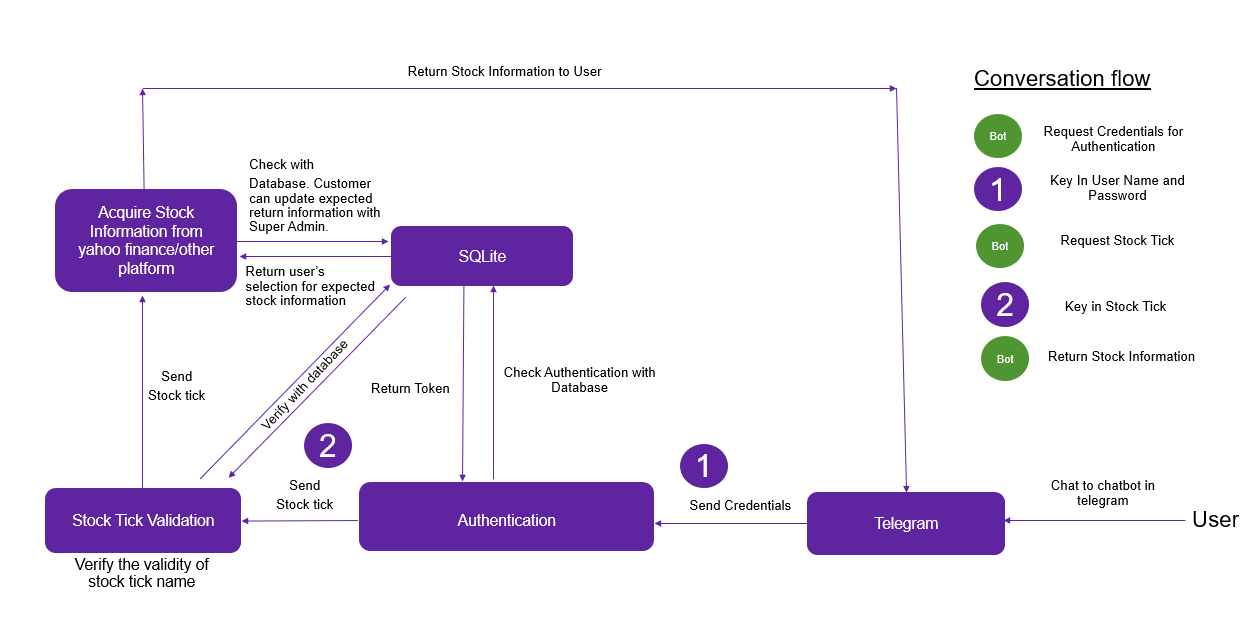 Return Stock Information to User
Conversation flow
Bot
Request Credentials for
Authentication
1
Key In User Name and
Password
Bot
Request Stock Tick
2
Key in Stock Tick
Bot
Return Stock Information
Check with
Database. Customer
can update expected
return information with
Super Admin.
Acquire Stock
Information from
yahoo finance/other
platform
SQLite
Return user’s
selection for expected
stock information
Send
Stock tick
Verify with database
Return Token
Check Authentication with
Database
2
Send
Stock tick
1
Send Credentials
Chat to chatbot in
telegram
User
Stock Tick Validation
Authentication
Telegram
Verify the validity of
stock tick name